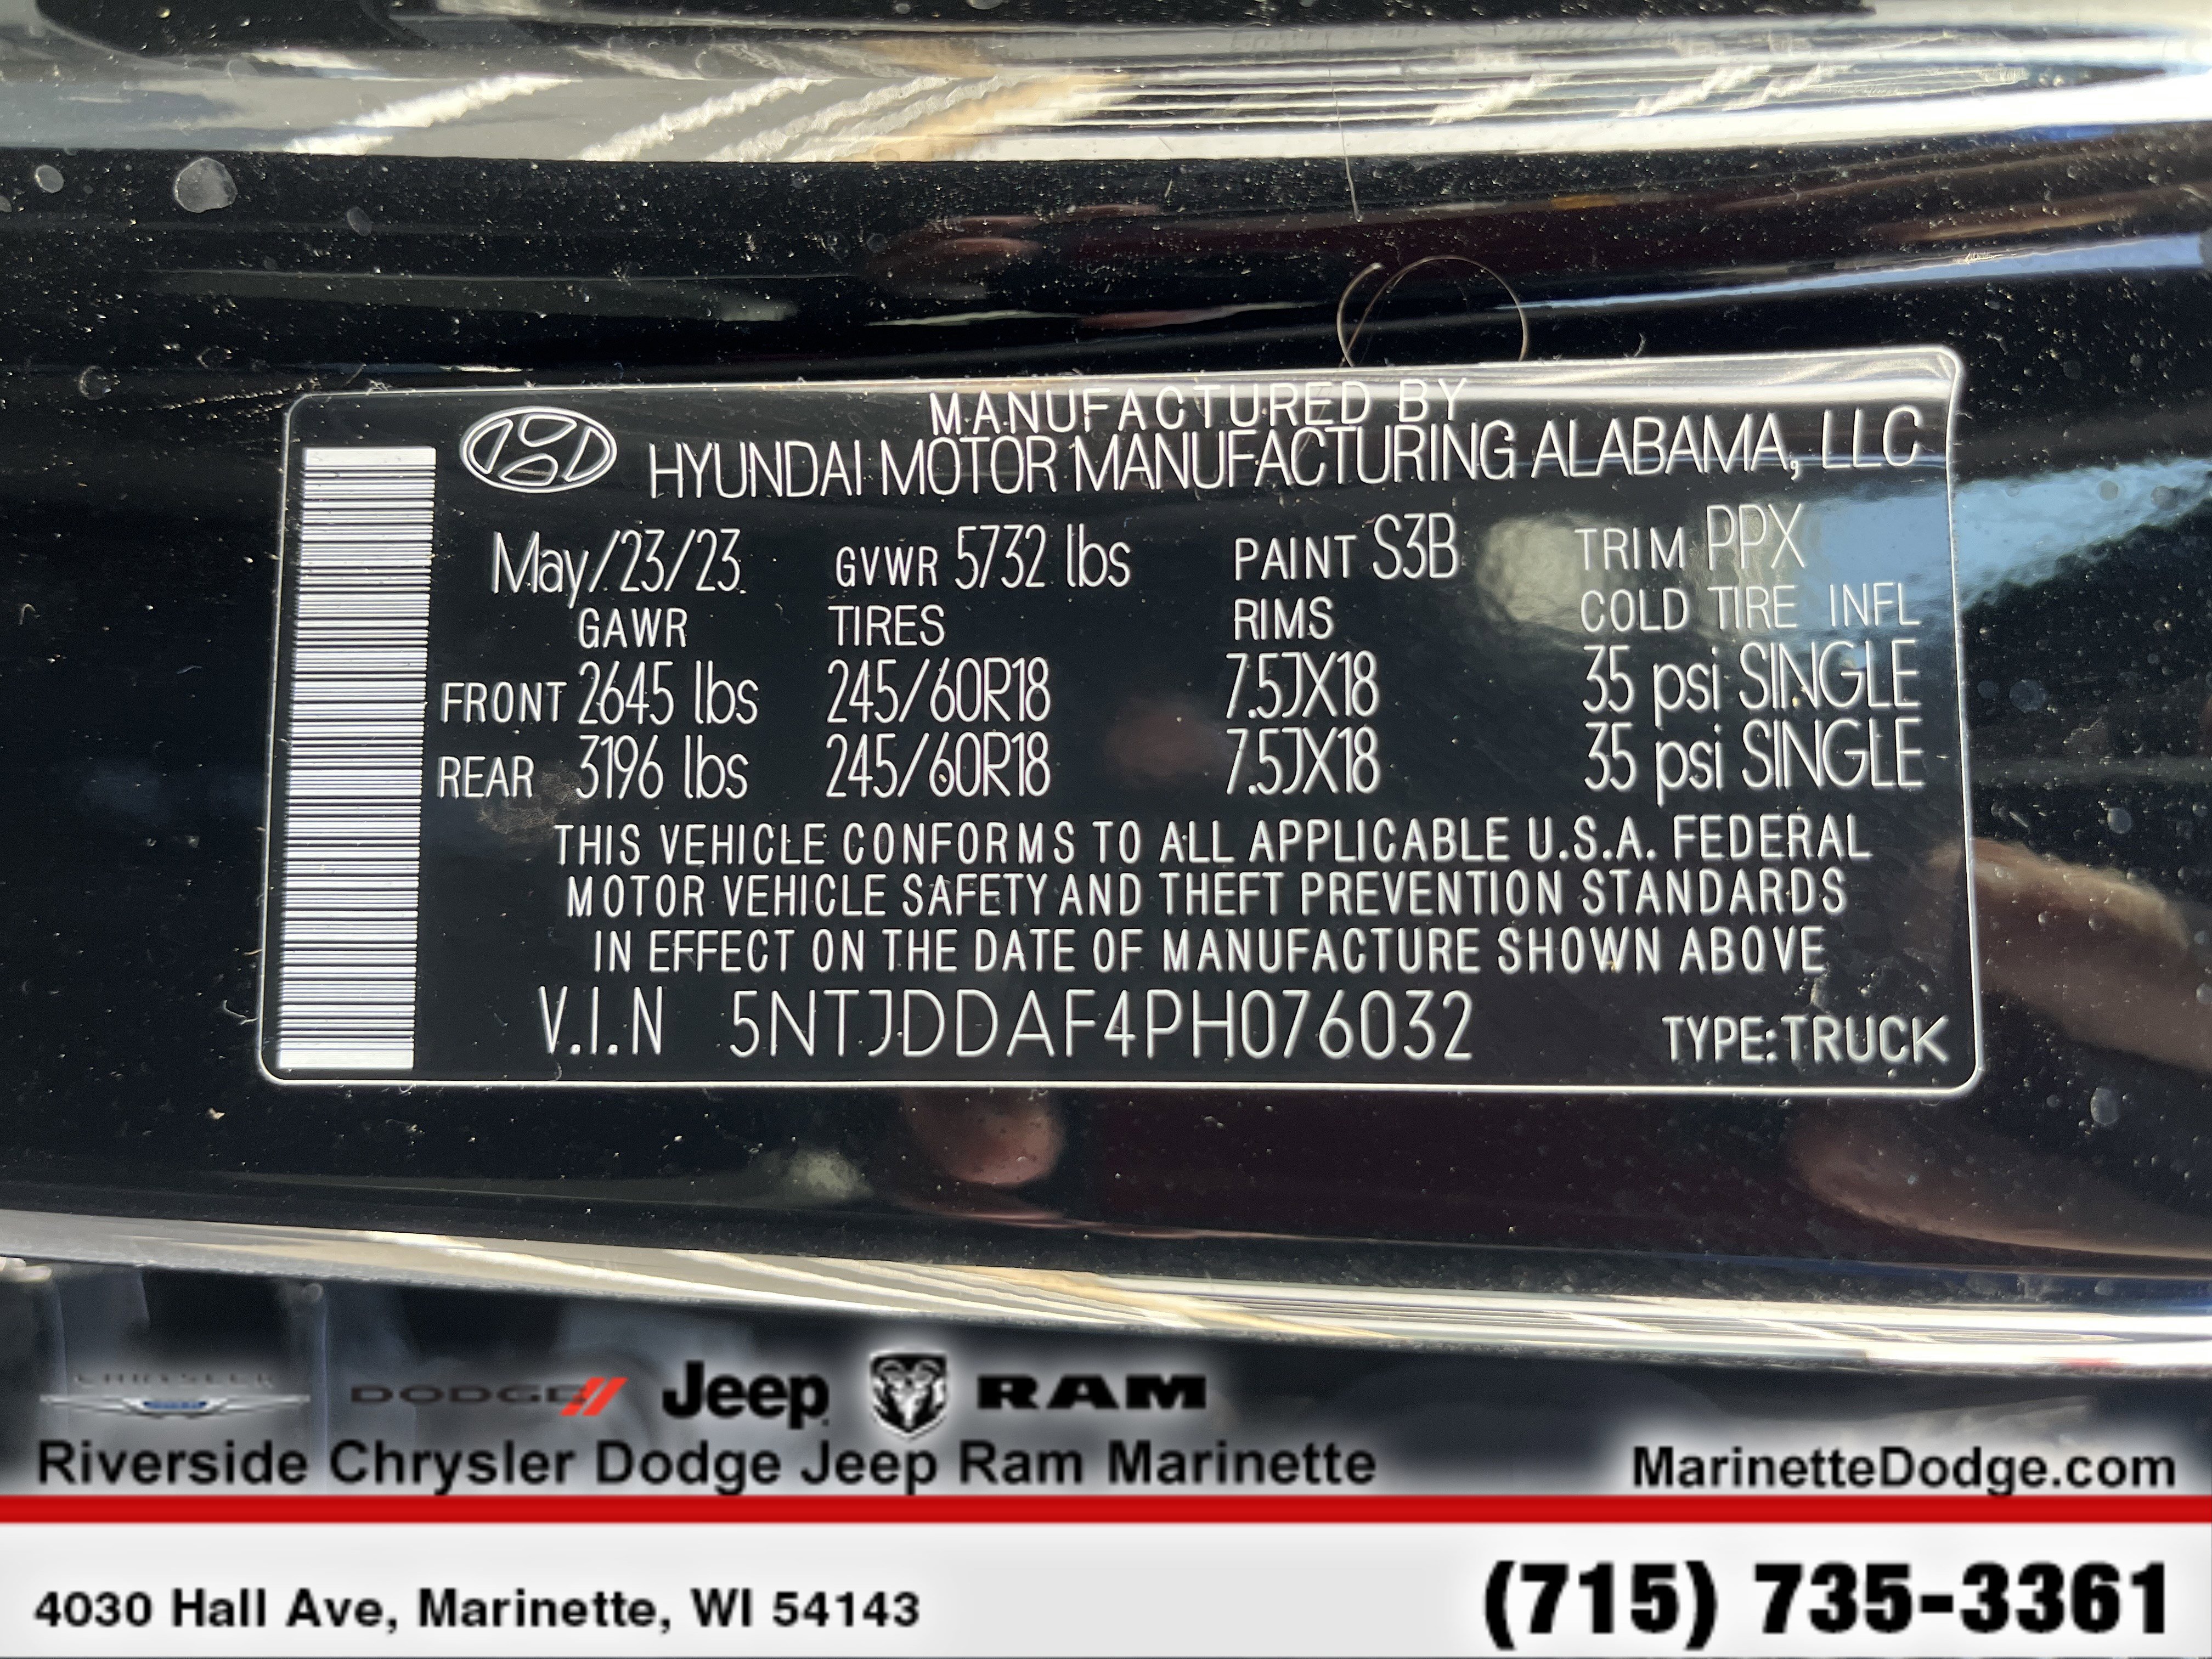 MANUFACTURED BY
HYUNDAI MOTOR MANUFACTURING ALABAMA, LLC
May/23/23 GVWR 5732 lbs PAINT S3B TRIM PPX
GAWR TIRES RIMS COLD TIRE INFL
FRONT 2645 lbs 245/60R18 7.5JX18 35 psi SINGLE
REAR 3196 lbs 245/60R18 7.5JX18 35 psi SINGLE
THIS VEHICLE CONFORMS TO ALL APPLICABLE U.S.A. FEDERAL
MOTOR VEHICLE SAFETY AND THEFT PREVENTION STANDARDS
IN EFFECT ON THE DATE OF MANUFACTURE SHOWN ABOVE
V.I.N 5NTJDDAF4PH076032 TYPE:TRUCK
CHRYSLER DODGE Jeep RAM
Riverside Chrysler Dodge Jeep Ram Marinette MarinetteDodge.com
4030 Hall Ave, Marinette, WI 54143 (715) 735-3361